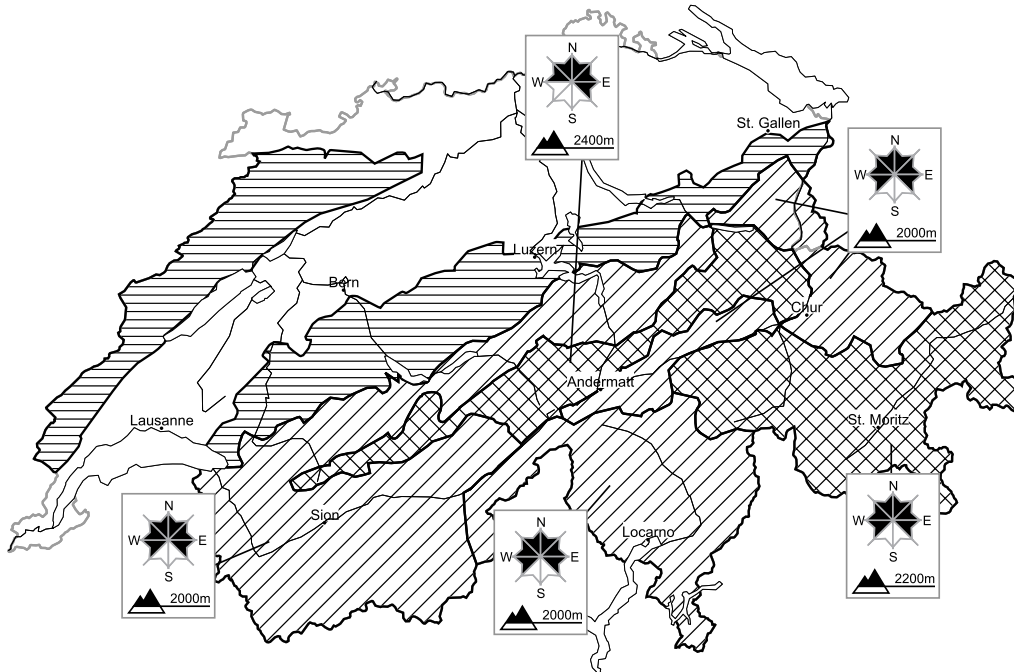 N
W E
S
2400m
St. Gallen
N
W E
S
2000m
Luzern
Bern
Chur
Andermatt
Lausanne
St. Moritz
N
W E
S
2200m
N
W E
S
2000m
Sion
N
W E
S
2000m
Locarno